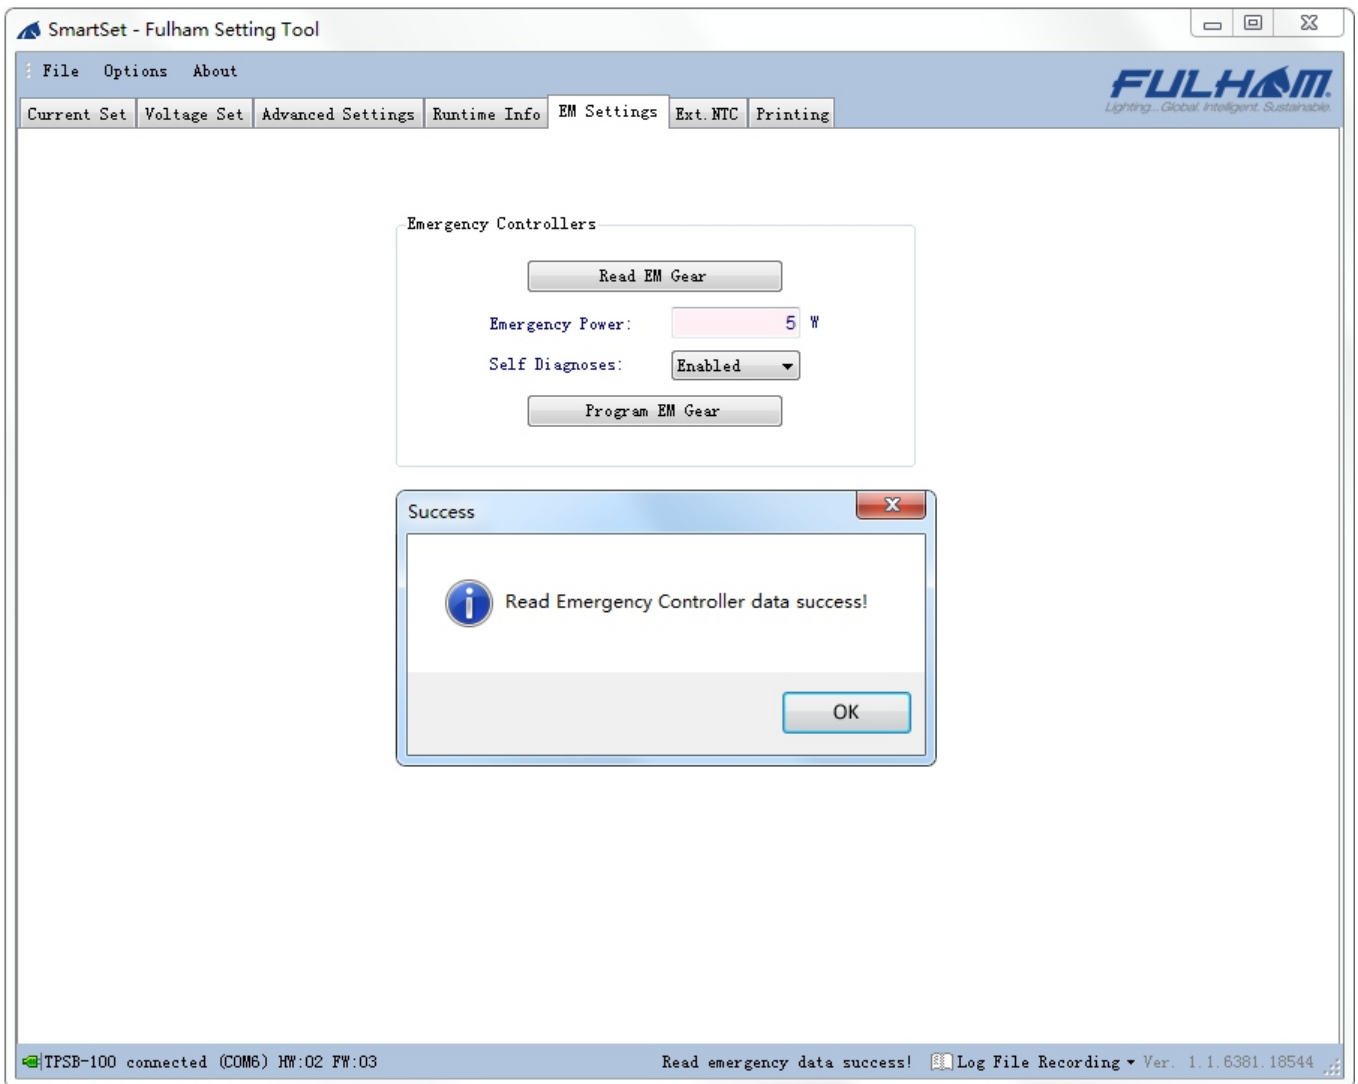 SmartSet - Fulham Setting Tool
File Options About
FULHAM.
Lighting...Global. Intelligent. Sustainable.
Current Set Voltage Set Advanced Settings Runtime Info EM Settings Ext.NTC Printing
Emergency Controllers
Read EM Gear
Emergency Power: 5 W
Self Diagnoses: Enabled
Program EM Gear
Success
Read Emergency Controller data success!
OK
TPSB-100 connected (COM6) HW:02 FW:03 Read emergency data success! Log File Recording Ver. 1.1.6381.18544